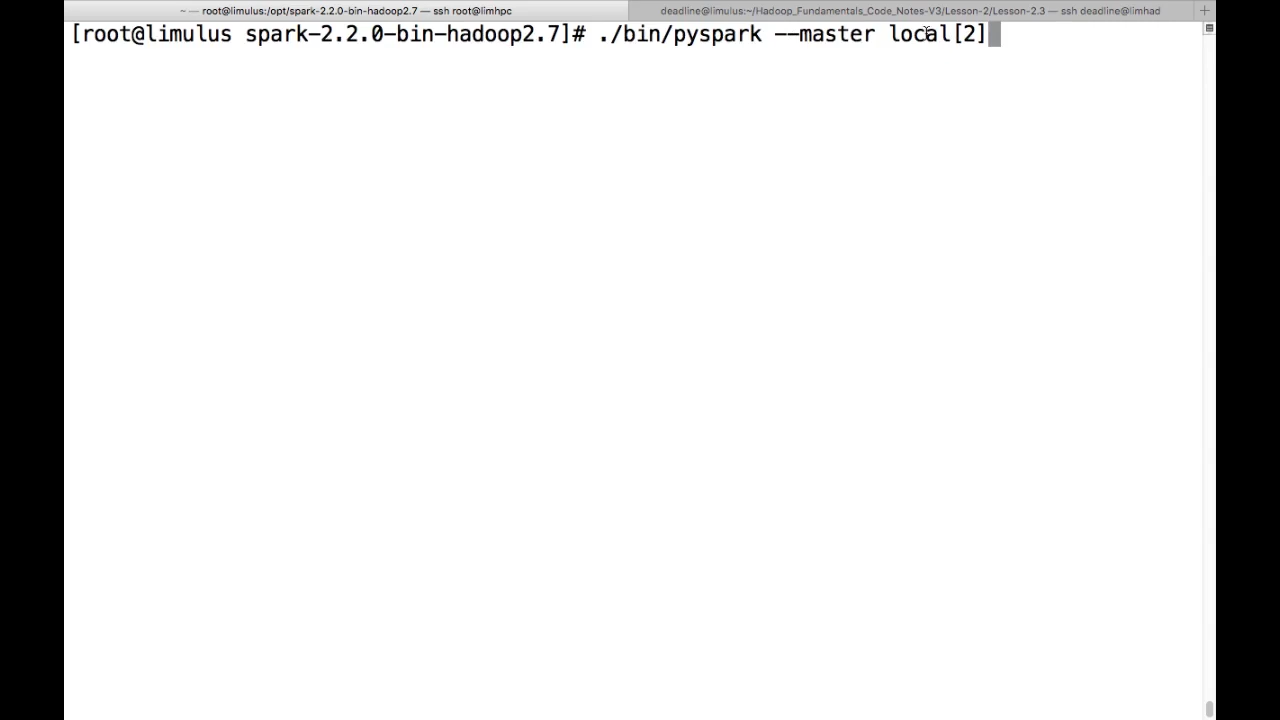 ~ — root@limulus:/opt/spark-2.2.0-bin-hadoop2.7 — ssh root@limhpc
deadline@limulus:~/Hadoop_Fundamentals_Code_Notes-V3/Lesson-2/Lesson-2.3 — ssh deadline@limhad
+
[root@limulus spark-2.2.0-bin-hadoop2.7]# ./bin/pyspark --master local[2]